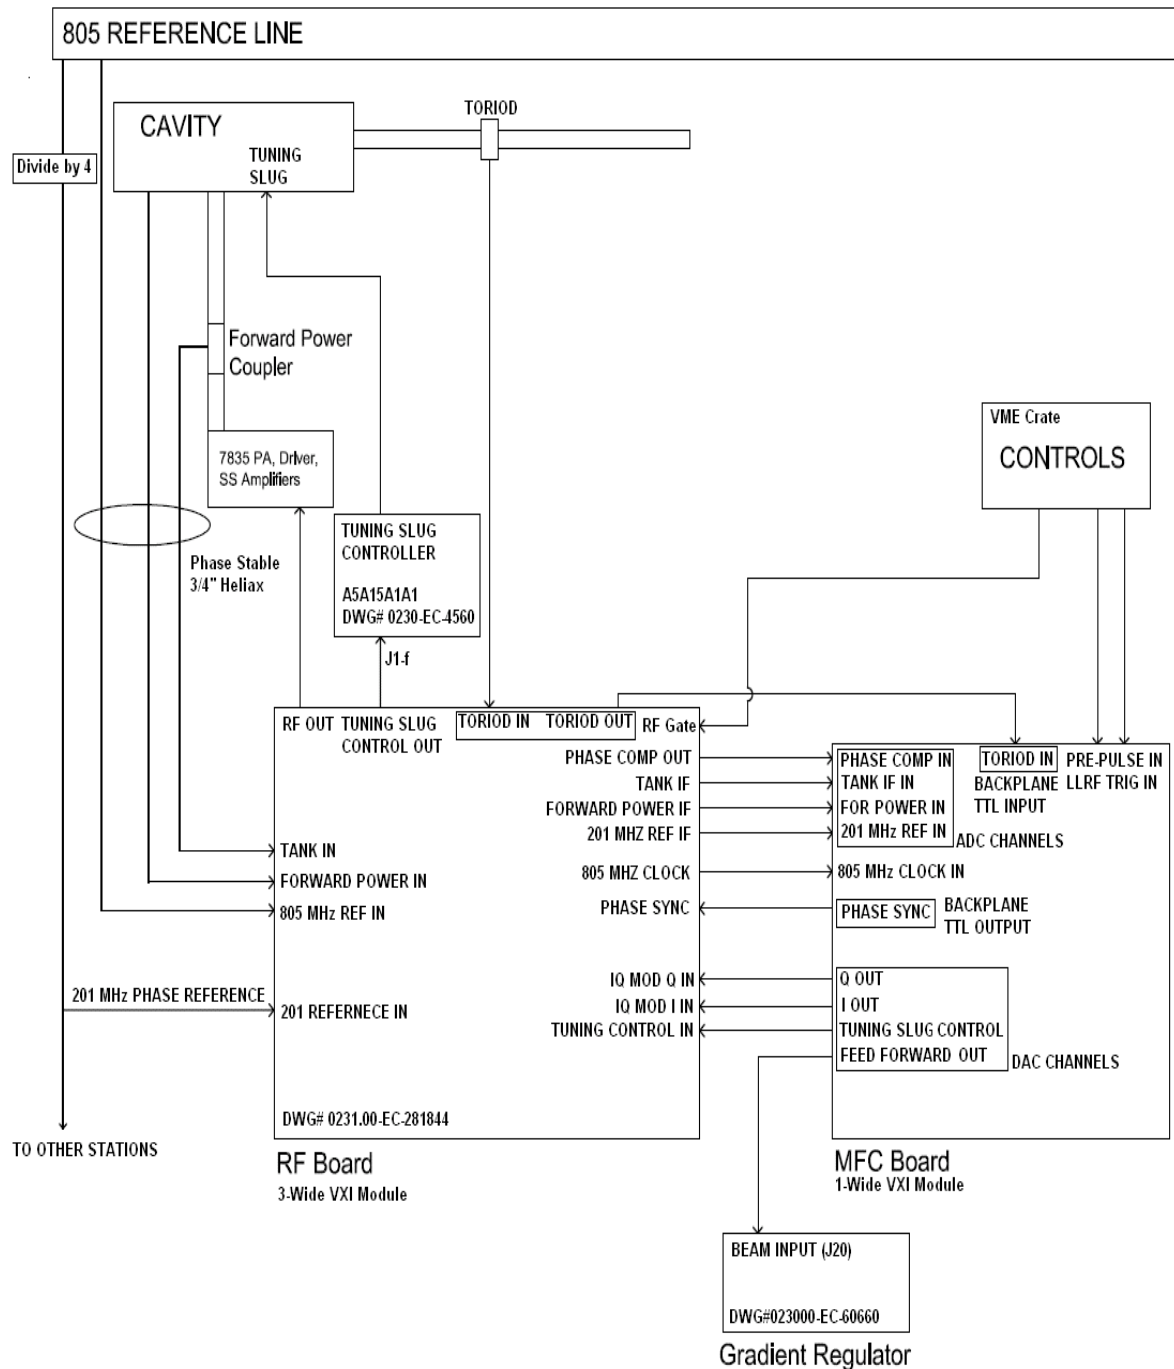 805 REFERENCE LINE
TORIOD
CAVITY
TUNING
SLUG
Divide by 4
Forward Power
Coupler
7835 PA, Driver,
SS Amplifiers
VME Crate
CONTROLS
TUNING SLUG
CONTROLLER
A5A15A1A1
DWG# 0230-EC-4560
Phase Stable
3/4" Heliax
J1-f
RF OUT
TUNING SLUG
CONTROL OUT
TORIOD IN
TORIOD OUT
RF Gate
PHASE COMP OUT
TANK IF
FORWARD POWER IF
201 MHZ REF IF
805 MHZ CLOCK
PHASE SYNC
IQ MOD Q IN
IQ MOD I IN
TUNING CONTROL IN
TANK IN
FORWARD POWER IN
805 MHz REF IN
201 MHz PHASE REFERENCE
201 REFERNECE IN
DWG# 0231.00-EC-281844
RF Board
3-Wide VXI Module
TO OTHER STATIONS
PHASE COMP IN
TANK IF IN
FOR POWER IN
201 MHz REF IN
ADC CHANNELS
TORIOD IN
BACKPLANE
TTL INPUT
PRE-PULSE IN
LLRF TRIG IN
805 MHz CLOCK IN
PHASE SYNC
BACKPLANE
TTL OUTPUT
Q OUT
I OUT
TUNING SLUG CONTROL
FEED FORWARD OUT
DAC CHANNELS
MFC Board
1-Wide VXI Module
BEAM INPUT (J20)
DWG#023000-EC-60660
Gradient Regulator